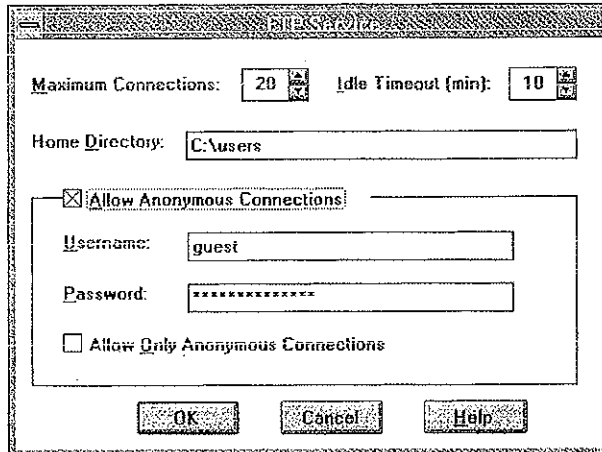 FTP Service
Maximum Connections: 20 Idle Timeout (min): 10
Home Directory: C:\users
Allow Anonymous Connections
Username: guest
Password: **************
Allow Only Anonymous Connections
OK Cancel Help